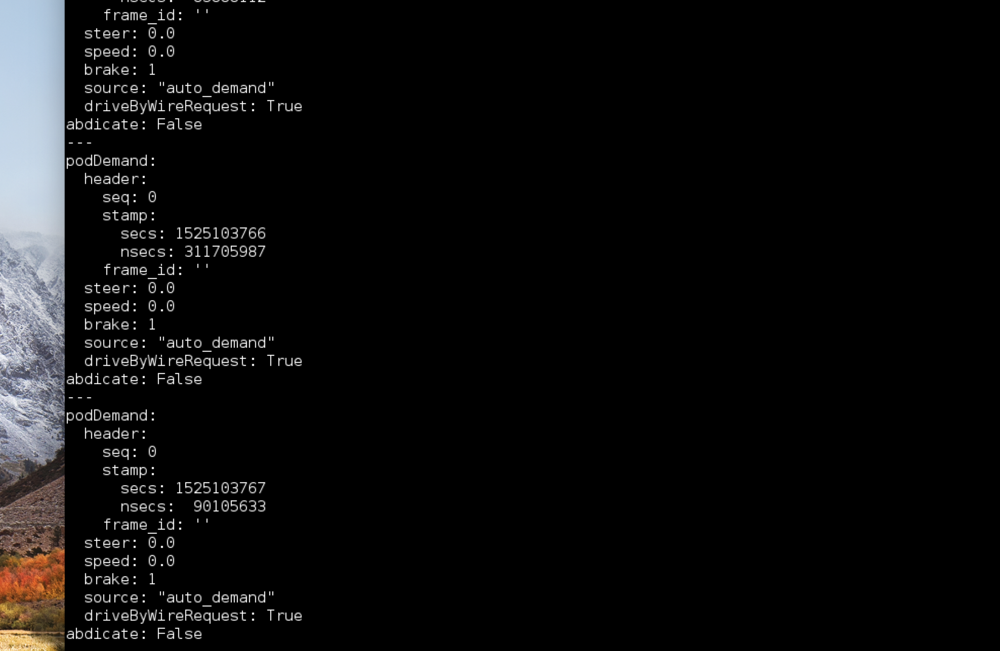 frame_id: ''
steer: 0.0
speed: 0.0
brake: 1
source: "auto_demand"
driveByWireRequest: True
abdicate: False
---
podDemand:
header:
seq: 0
stamp:
secs: 1525103766
nsecs: 311705987
frame_id: ''
steer: 0.0
speed: 0.0
brake: 1
source: "auto_demand"
driveByWireRequest: True
abdicate: False
---
podDemand:
header:
seq: 0
stamp:
secs: 1525103767
nsecs:  90105633
frame_id: ''
steer: 0.0
speed: 0.0
brake: 1
source: "auto_demand"
driveByWireRequest: True
abdicate: False